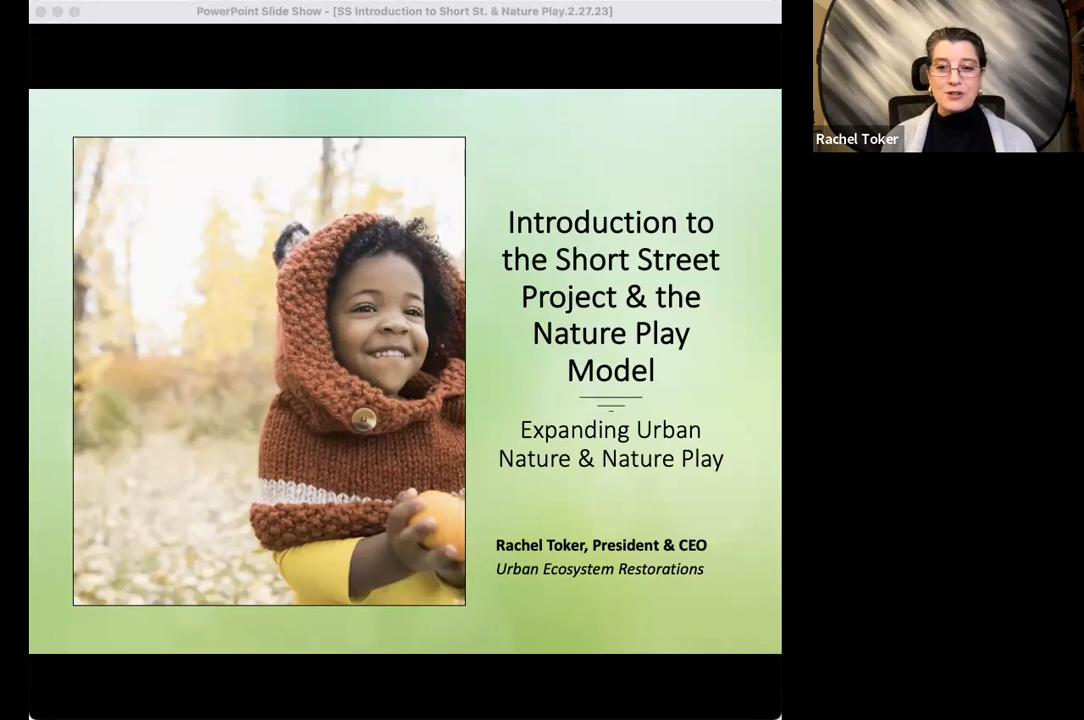 PowerPoint Slide Show - [SS Introduction to Short St. & Nature Play.2.27.23]
Rachel Toker
Introduction to
the Short Street
Project & the
Nature Play
Model
Expanding Urban
Nature & Nature Play
Rachel Toker, President & CEO
Urban Ecosystem Restorations